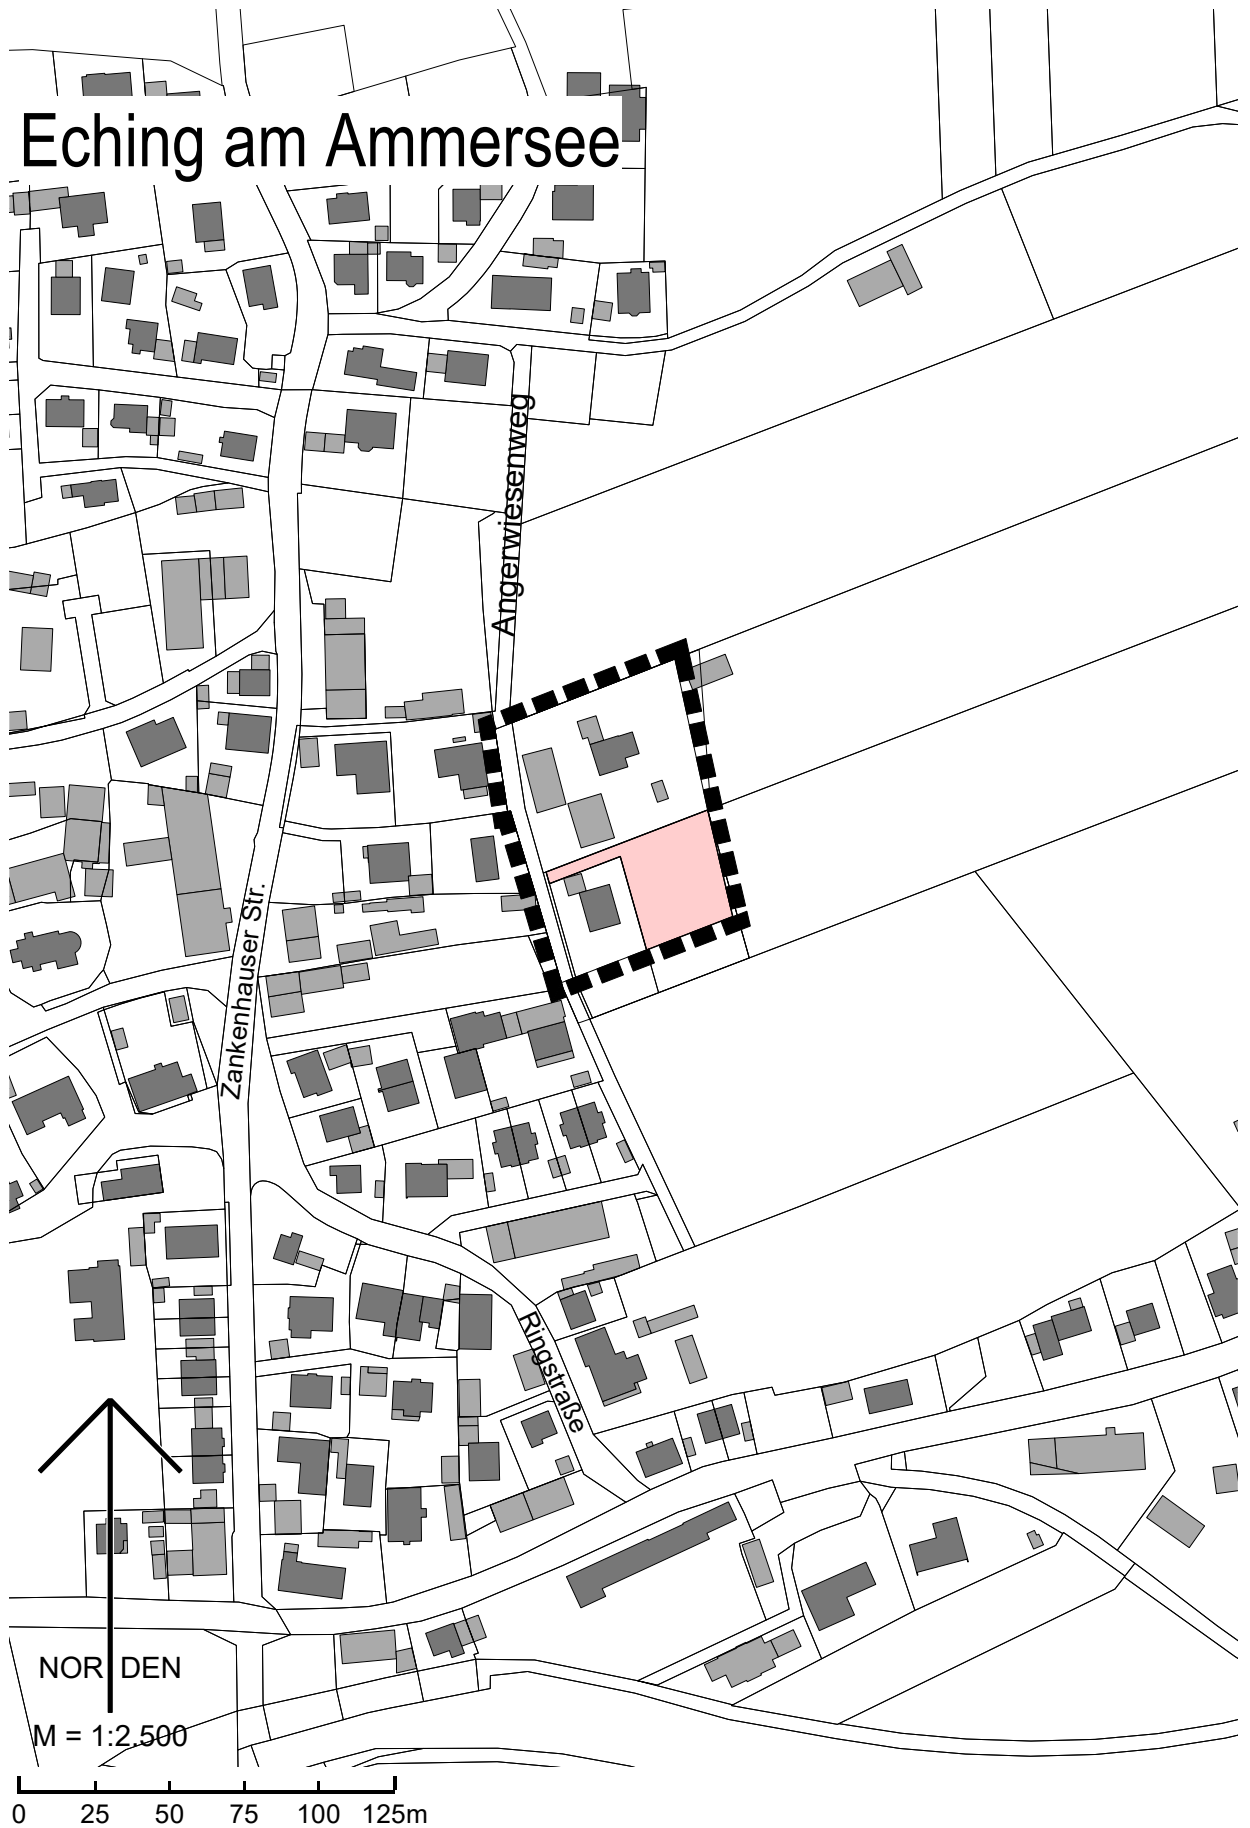 Eching am Ammersee
Angerwiesenweg
Zankenhauser Str.
Ringstraße
NORDEN
M = 1:2.500
0 25 50 75 100 125m